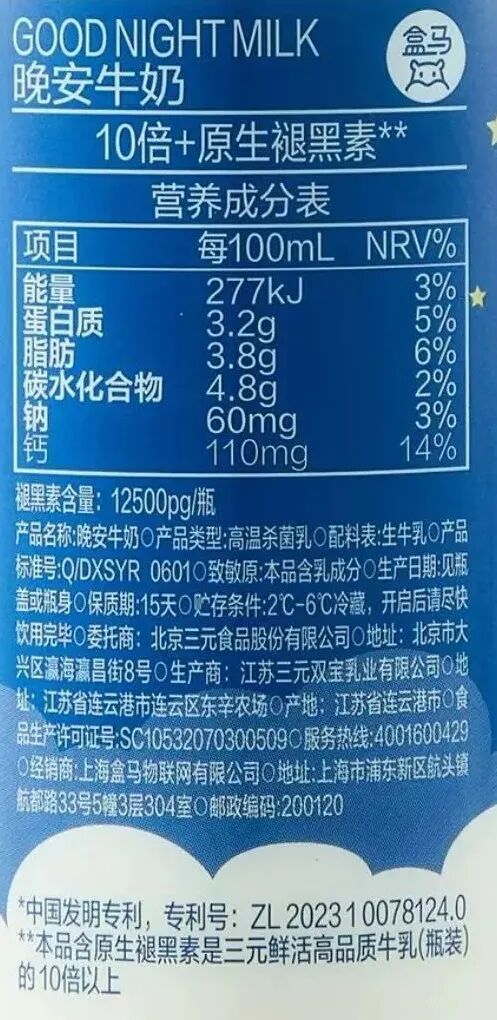 GOOD NIGHT MILK
晚安牛奶
盒马
10倍+原生褪黑素**
营养成分表
项目 每100mL NRV%
能量 277kJ 3%
蛋白质 3.2g 5%
脂肪 3.8g 6%
碳水化合物 4.8g 2%
钠 60mg 3%
钙 110mg 14%
褪黑素含量：12500pg/瓶
产品名称:晚安牛奶○产品类型:高温杀菌乳○配料表:生牛乳○产品
标准号:Q/DXSYR 0601○致敏原:本品含乳成分○生产日期:见瓶
盖或瓶身○保质期:15天○贮存条件:2℃-6℃冷藏，开启后请尽快
饮用完毕○委托商：北京三元食品股份有限公司○地址：北京市大
兴区瀛海瀛昌街8号○生产商：江苏三元双宝乳业有限公司○地
址：江苏省连云港市连云区东辛农场○产地：江苏省连云港市○食
品生产许可证号:SC10532070300509○服务热线:4001600429
○经销商:上海盒马物联网有限公司○地址:上海市浦东新区航头镇
航都路33号5幢3层304室○邮政编码:200120
*中国发明专利，专利号：ZL 2023 1 0078124.0
**本品含原生褪黑素是三元鲜活高品质牛乳(瓶装)
的10倍以上